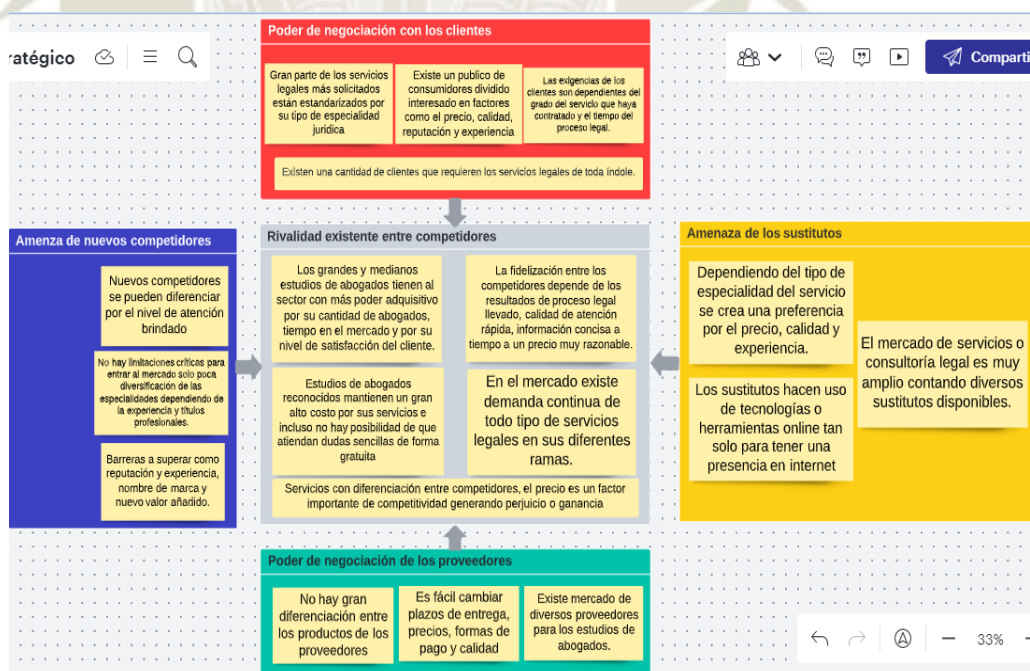 ratégico
Comparti
Poder de negociación con los clientes
Gran parte de los servicios
legales más solicitados
están estandarizados por
su tipo de especialidad
jurídica
Existe un publico de
consumidores dividido
interesado en factores
como el precio, calidad,
reputación y experiencia
Las exigencias de los
clientes son dependientes del
grado del servicio que haya
contratado y el tiempo del
proceso legal.
Existen una cantidad de clientes que requieren los servicios legales de toda índole.
Amenza de nuevos competidores
Nuevos competidores
se pueden diferenciar
por el nivel de atención
brindado
No hay limitaciones críticas para
entrar al mercado solo poca
diversificación de las
especialidades dependiendo de
la experiencia y títulos
profesionales.
Barreras a superar como
reputación y experiencia,
nombre de marca y
nuevo valor añadido.
Rivalidad existente entre competidores
Los grandes y medianos
estudios de abogados tienen al
sector con más poder adquisitivo
por su cantidad de abogados,
tiempo en el mercado y por su
nivel de satisfacción del cliente.
La fidelización entre los
competidores depende de los
resultados de proceso legal
llevado, calidad de atención
rápida, información concisa a
tiempo a un precio muy razonable.
Estudios de abogados
reconocidos mantienen un gran
alto costo por sus servicios e
incluso no hay posibilidad de que
atiendan dudas sencillas de forma
gratuita
En el mercado existe
demanda continua de
todo tipo de servicios
legales en sus diferentes
ramas.
Servicios con diferenciación entre competidores, el precio es un factor
importante de competitividad generando perjuicio o ganancia
Amenaza de los sustitutos
Dependiendo del tipo de
especialidad del servicio
se crea una preferencia
por el precio, calidad y
experiencia.
El mercado de servicios o
consultoría legal es muy
amplio contando diversos
sustitutos disponibles.
Los sustitutos hacen uso
de tecnologías o
herramientas online tan
solo para tener una
presencia en internet
Poder de negociación de los proveedores
No hay gran
diferenciación entre
los productos de los
proveedores
Es fácil cambiar
plazos de entrega,
precios, formas de
pago y calidad
Existe mercado de
diversos proveedores
para los estudios de
abogados.
33%